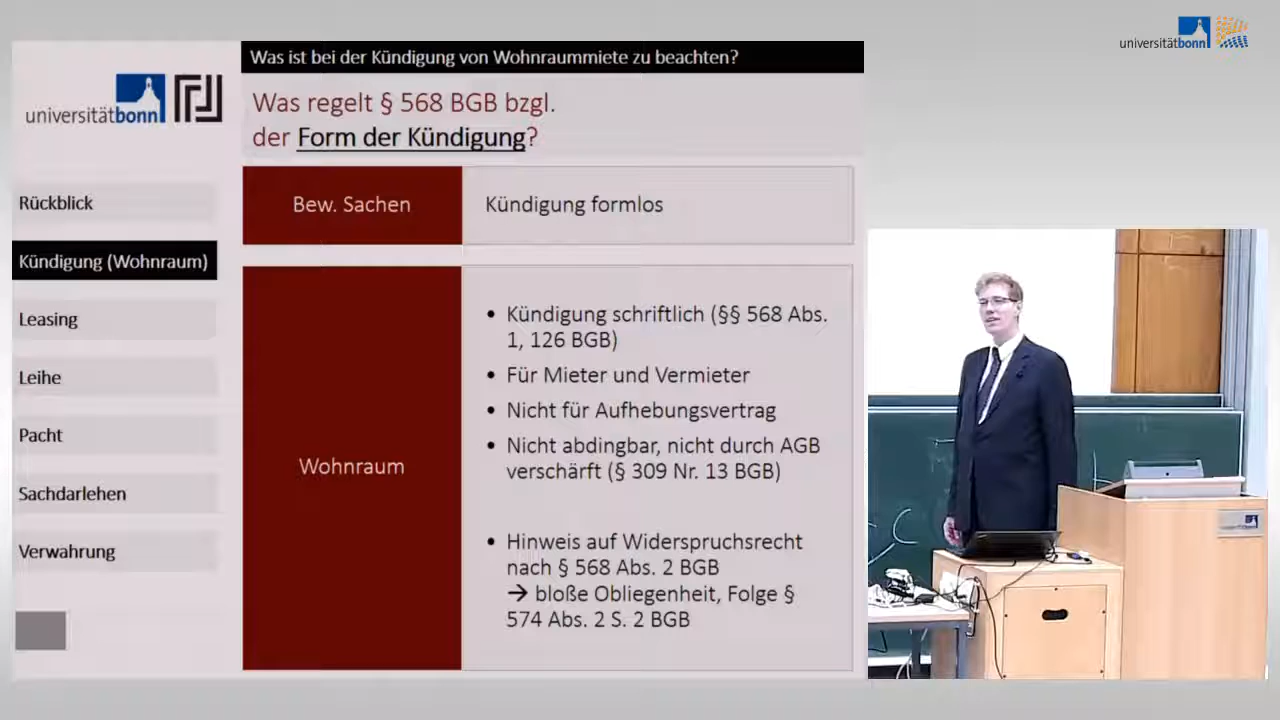 universitätbonn
Was ist bei der Kündigung von Wohnraummiete zu beachten?
universitätbonn
Was regelt § 568 BGB bzgl.
der Form der Kündigung?
Rückblick
Kündigung (Wohnraum)
Leasing
Leihe
Pacht
Sachdarlehen
Verwahrung
Bew. Sachen
Kündigung formlos
Wohnraum
• Kündigung schriftlich (§§ 568 Abs.
1, 126 BGB)
• Für Mieter und Vermieter
• Nicht für Aufhebungsvertrag
• Nicht abdingbar, nicht durch AGB
verschärft (§ 309 Nr. 13 BGB)
• Hinweis auf Widerspruchsrecht
nach § 568 Abs. 2 BGB
→ bloße Obliegenheit, Folge §
574 Abs. 2 S. 2 BGB